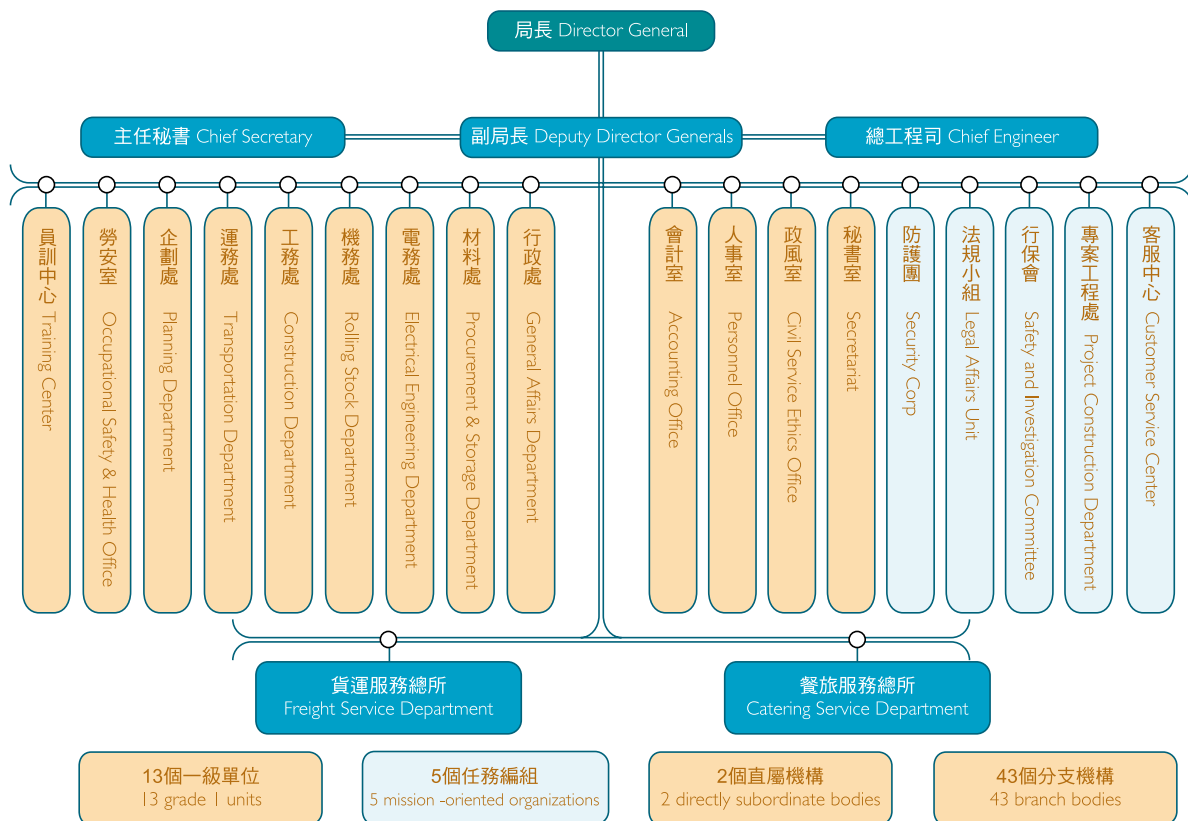 局長 Director General
主任秘書 Chief Secretary
副局長 Deputy Director Generals
總工程司 Chief Engineer
員訓中心 Training Center
勞安室 Occupational Safety & Health Office
企劃處 Planning Department
運務處 Transportation Department
工務處 Construction Department
機務處 Rolling Stock Department
電務處 Electrical Engineering Department
材料處 Procurement & Storage Department
行政处 General Affairs Department
會計室 Accounting Office
人事室 Personnel Office
政風室 Civil Service Ethics Office
秘書室 Secretariat
防護團 Security Corp
法規小組 Legal Affairs Unit
行保會 Safety and Investigation Committee
專案工程處 Project Construction Department
客服中心 Customer Service Center
貨運服務總所
Freight Service Department
餐旅服務總所
Catering Service Department
13個一級單位
13 grade 1 units
5個任務編組
5 mission -oriented organizations
2個直屬機構
2 directly subordinate bodies
43個分支機構
43 branch bodies